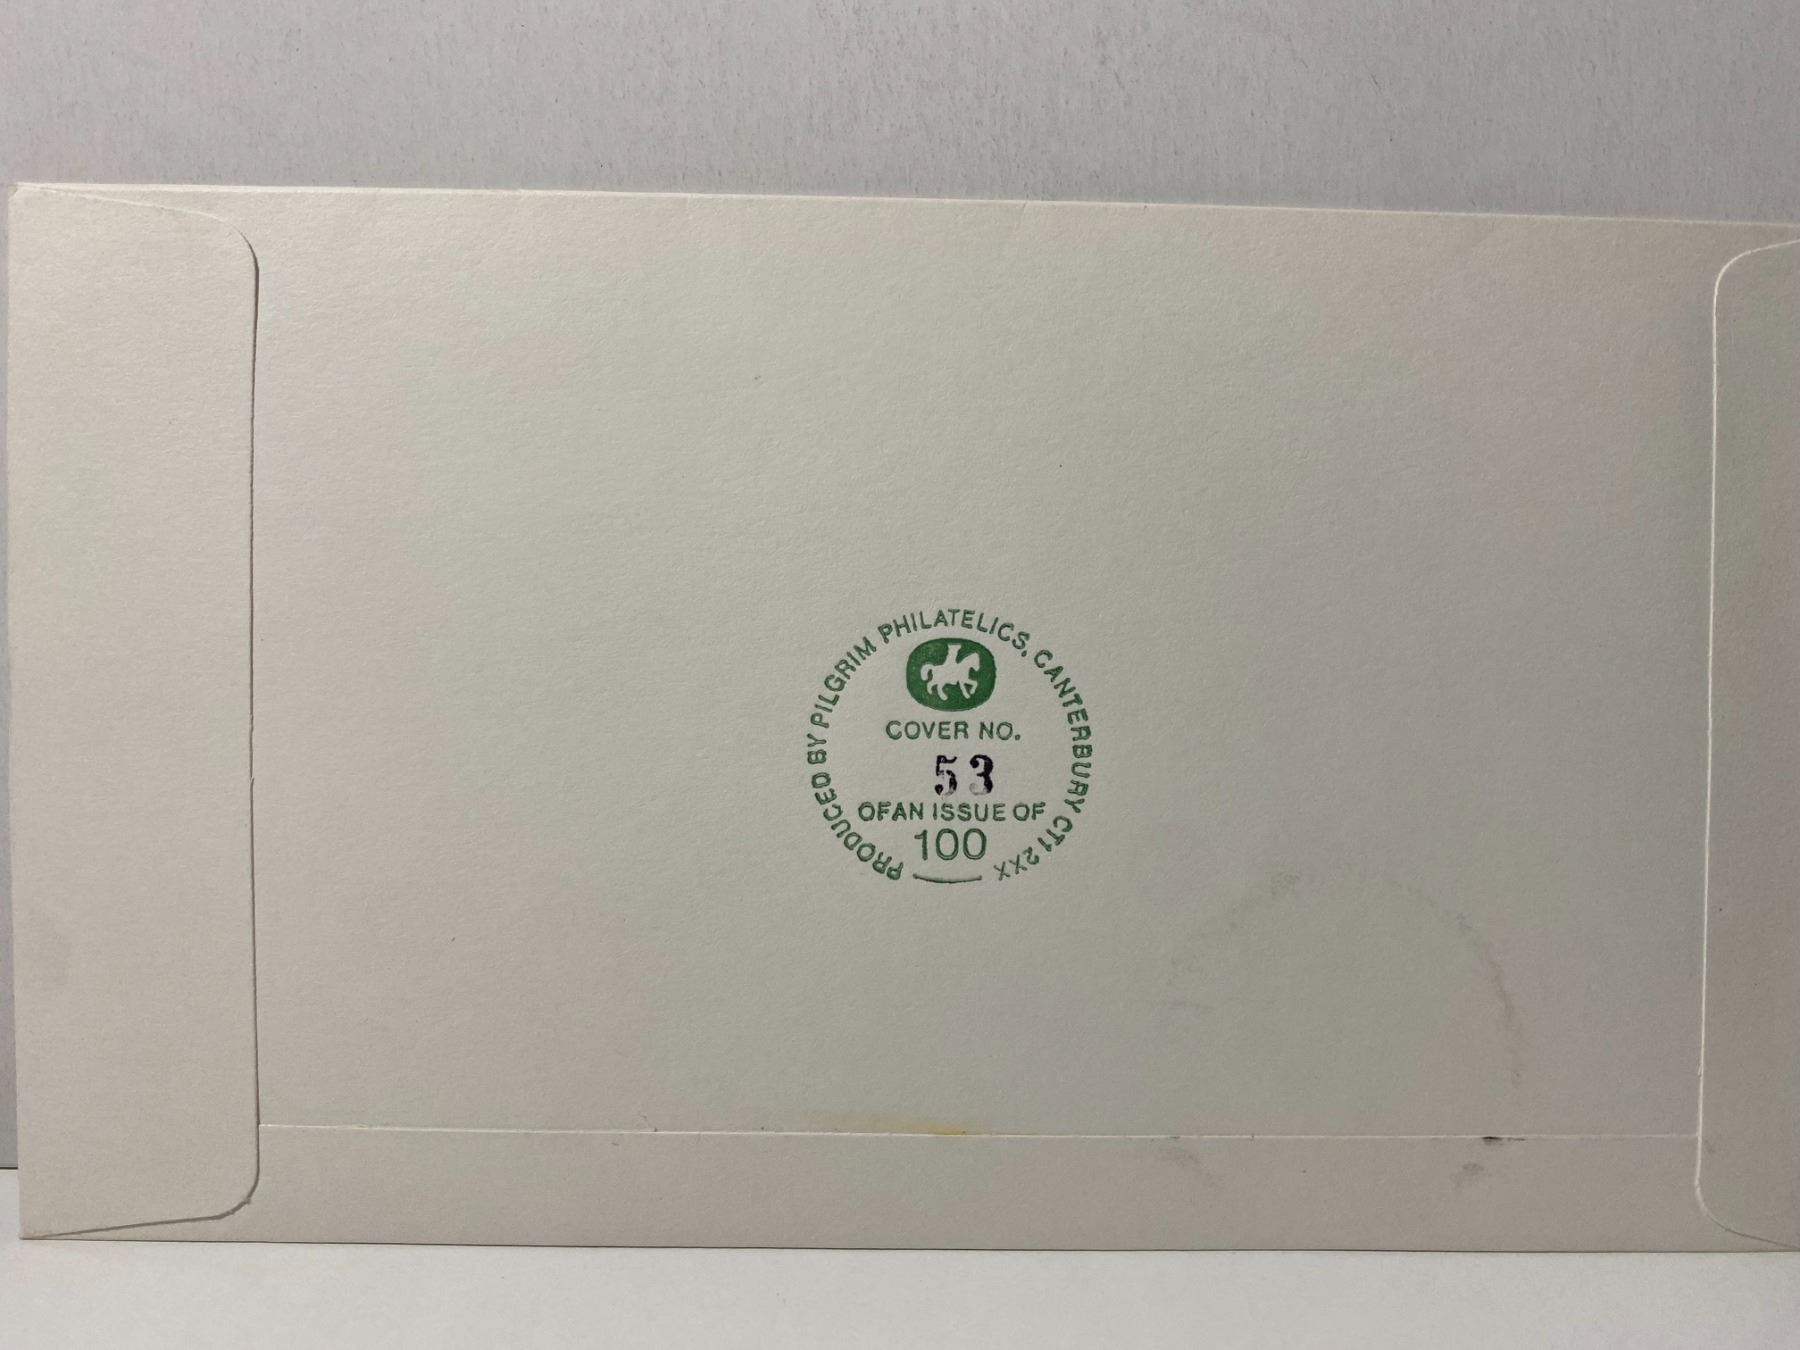 PRODUCED BY PILGRIM PHILATELICS, CANTERBURY CT1 2XX
COVER NO.
53
OF AN ISSUE OF
100